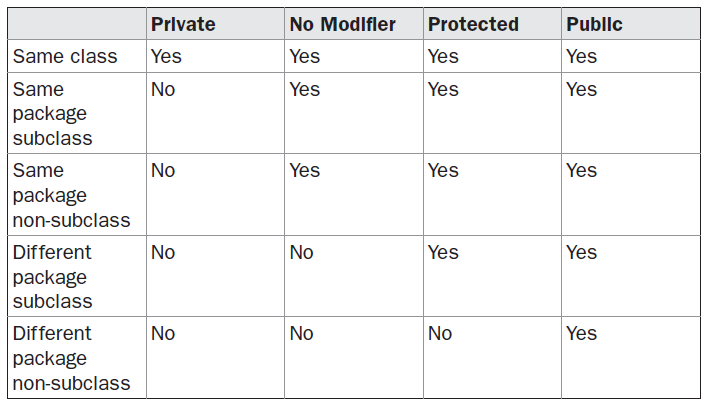 Private No Modifier Protected Public
Same class Yes Yes Yes Yes
Same No Yes Yes Yes
package
subclass
Same No Yes Yes Yes
package
non-subclass
Different No No Yes Yes
package
subclass
Different No No No Yes
package
non-subclass